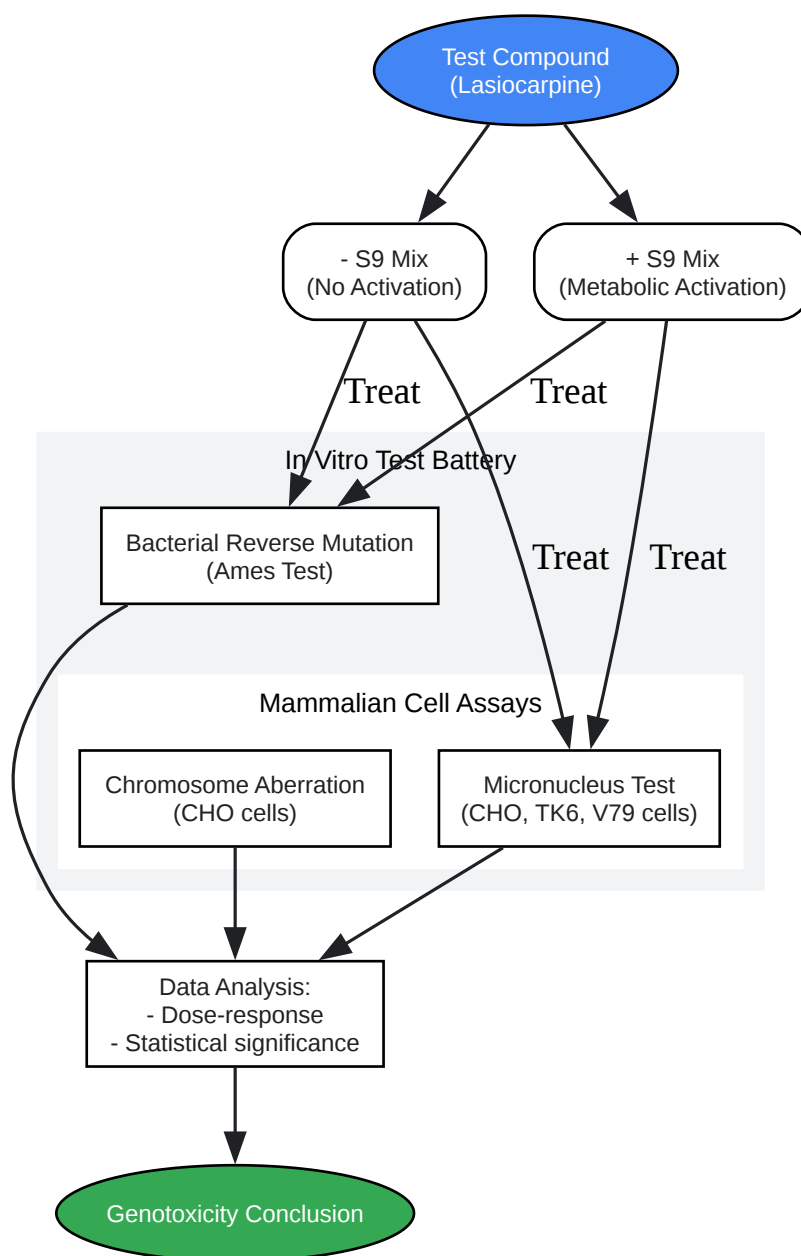 Test Compound
(Lasiocarpine)
- S9 Mix
(No Activation)
+ S9 Mix
(Metabolic Activation)
Treat
Treat
In Vitro Test Battery
Bacterial Reverse Mutation
(Ames Test)
Treat
Treat
Mammalian Cell Assays
Chromosome Aberration
(CHO cells)
Micronucleus Test
(CHO, TK6, V79 cells)
Data Analysis:
- Dose-response
- Statistical significance
Genotoxicity Conclusion